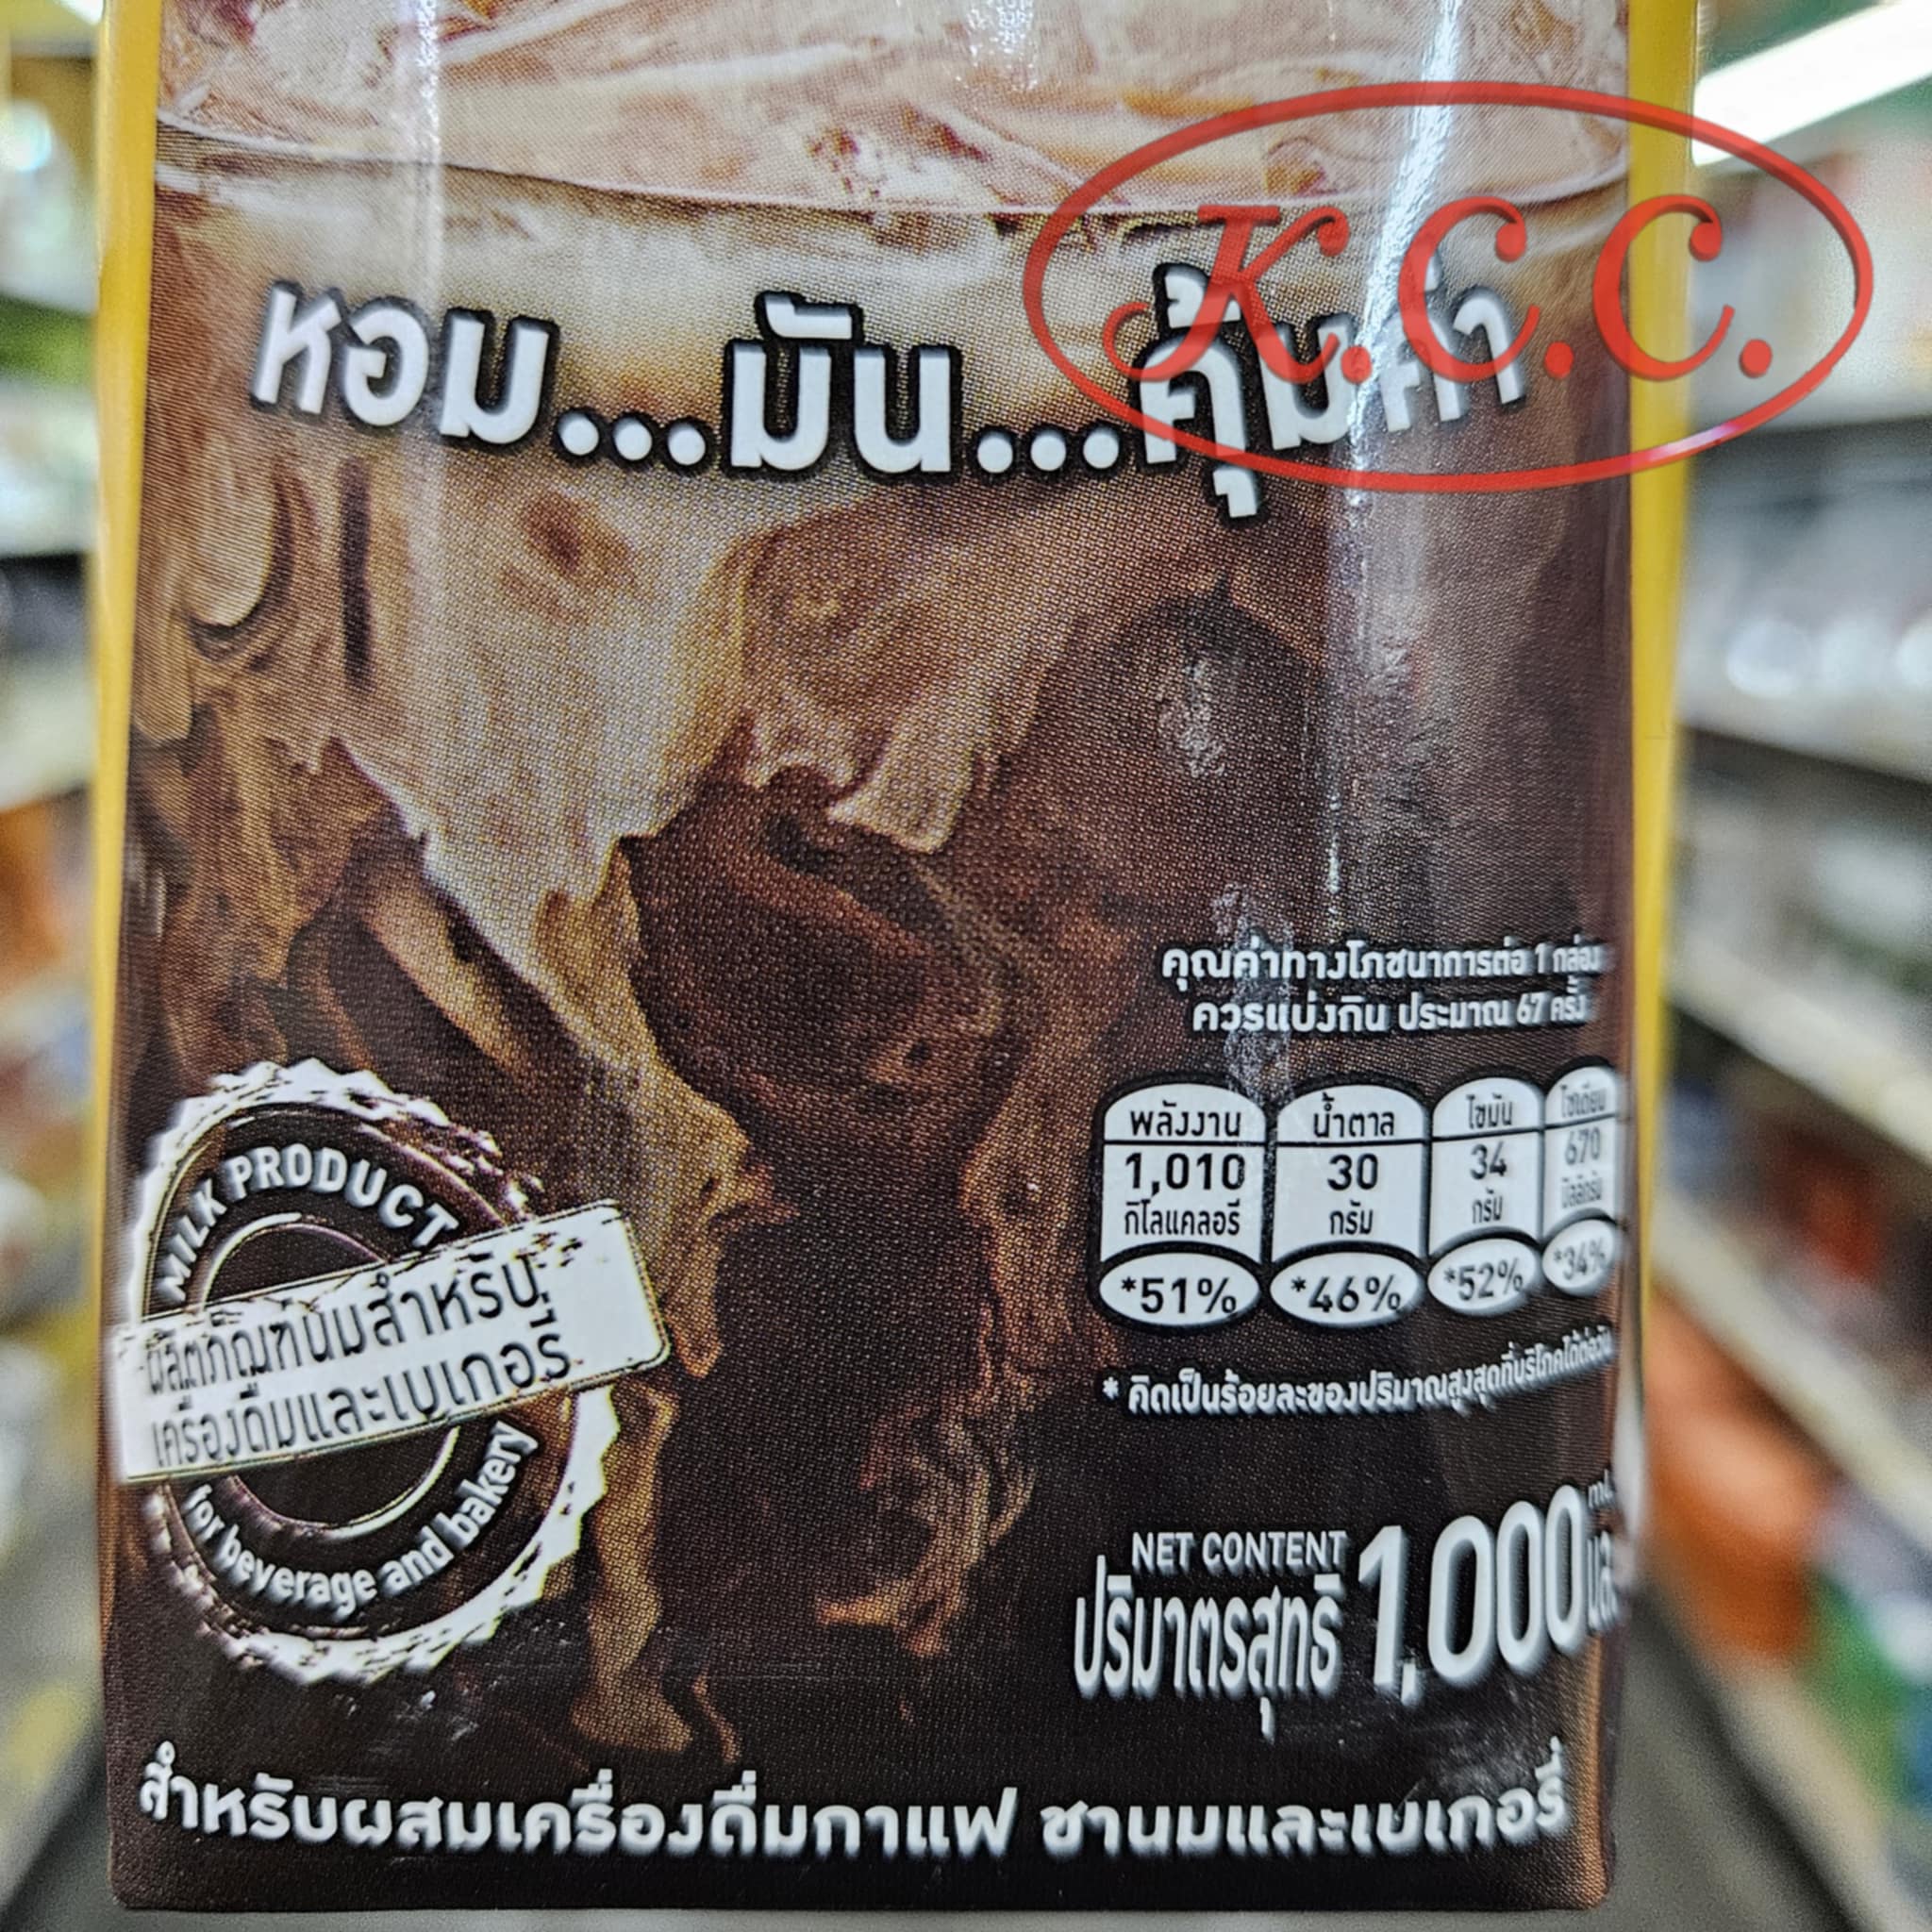 K.C.C.
หอม...มัน...คุ้มค่า
คุณค่าทางโภชนาการต่อ 1 กล่อง
ควรแบ่งกิน ประมาณ 67 ครั้ง
พลังงาน น้ำตาล ไขมัน โซเดียม
1,010 30 34 670
กิโลแคลอรี กรัม กรัม มิลลิกรัม
*51% *46% *52% *34%
* คิดเป็นร้อยละของปริมาณสูงสุดที่บริโภคได้ต่อวัน
MILK PRODUCT
ผลิตภัณฑ์นมสำหรับ
เครื่องดื่มและเบเกอรี่
for beverage and bakery
NET CONTENT
ปริมาตรสุทธิ 1,000
สำหรับผสมเครื่องดื่มกาแฟ ชานมและเบเกอรี่